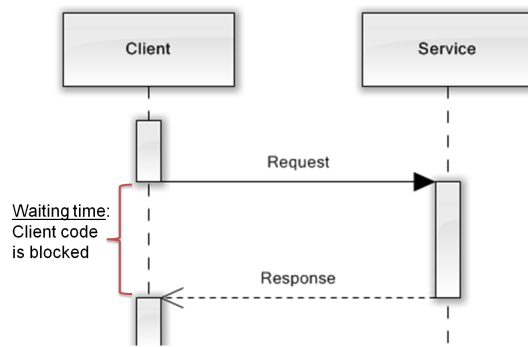 Client
Service
Request
Waiting time:
Client code
is blocked
Response